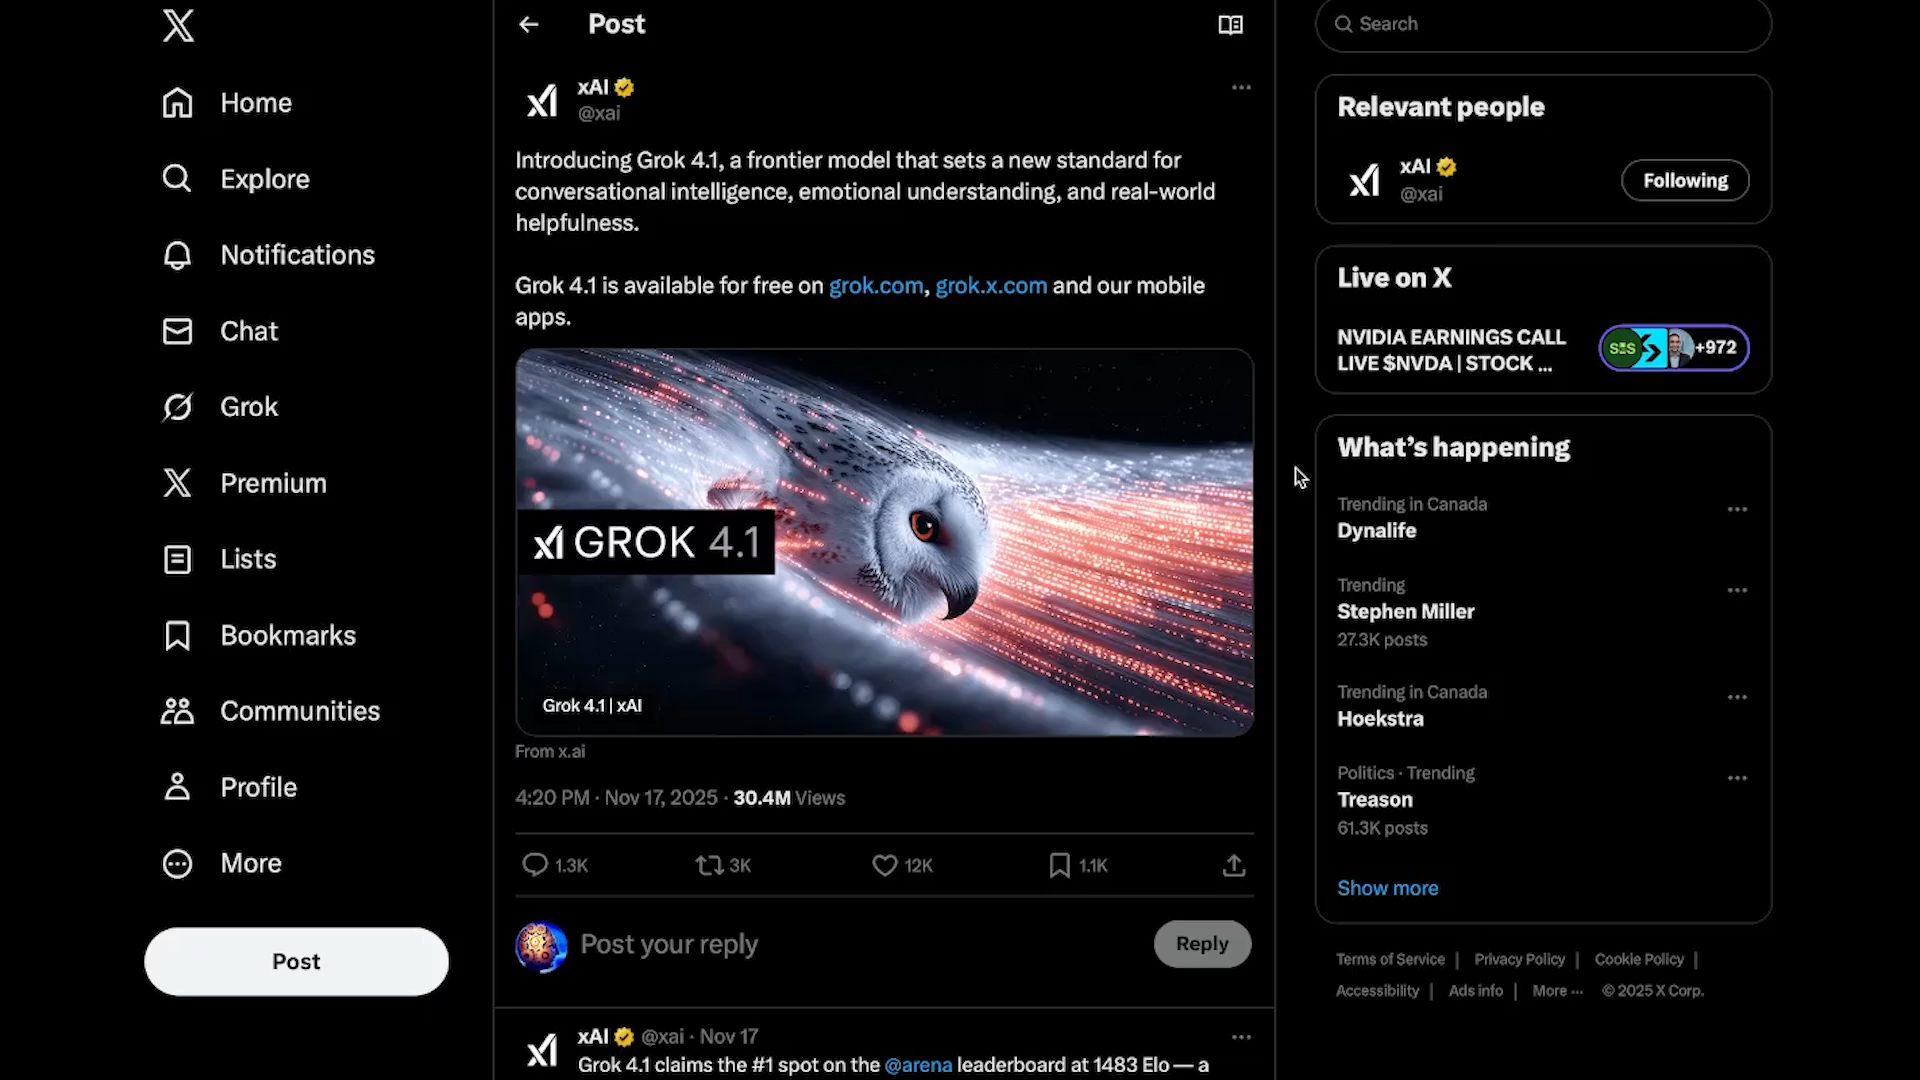 Home
Explore
Notifications
Chat
Grok
Premium
Lists
Bookmarks
Communities
Profile
More
Post
Post
xAI
@xai
Introducing Grok 4.1, a frontier model that sets a new standard for
conversational intelligence, emotional understanding, and real-world
helpfulness.
Grok 4.1 is available for free on grok.com, grok.x.com and our mobile
apps.
xI GROK 4.1
Grok 4.1 | xAI
From x.ai
4:20 PM · Nov 17, 2025 · 30.4M Views
1.3K 3K 12K 1.1K
Post your reply
Reply
xAI @xai · Nov 17
Grok 4.1 claims the #1 spot on the @arena leaderboard at 1483 Elo — a
Search
Relevant people
xAI
@xai
Following
Live on X
NVIDIA EARNINGS CALL
LIVE $NVDA | STOCK ...
+972
What's happening
Trending in Canada
Dynalife
Trending
Stephen Miller
27.3K posts
Trending in Canada
Hoekstra
Politics · Trending
Treason
61.3K posts
Show more
Terms of Service | Privacy Policy | Cookie Policy |
Accessibility | Ads info | More ··· © 2025 X Corp.